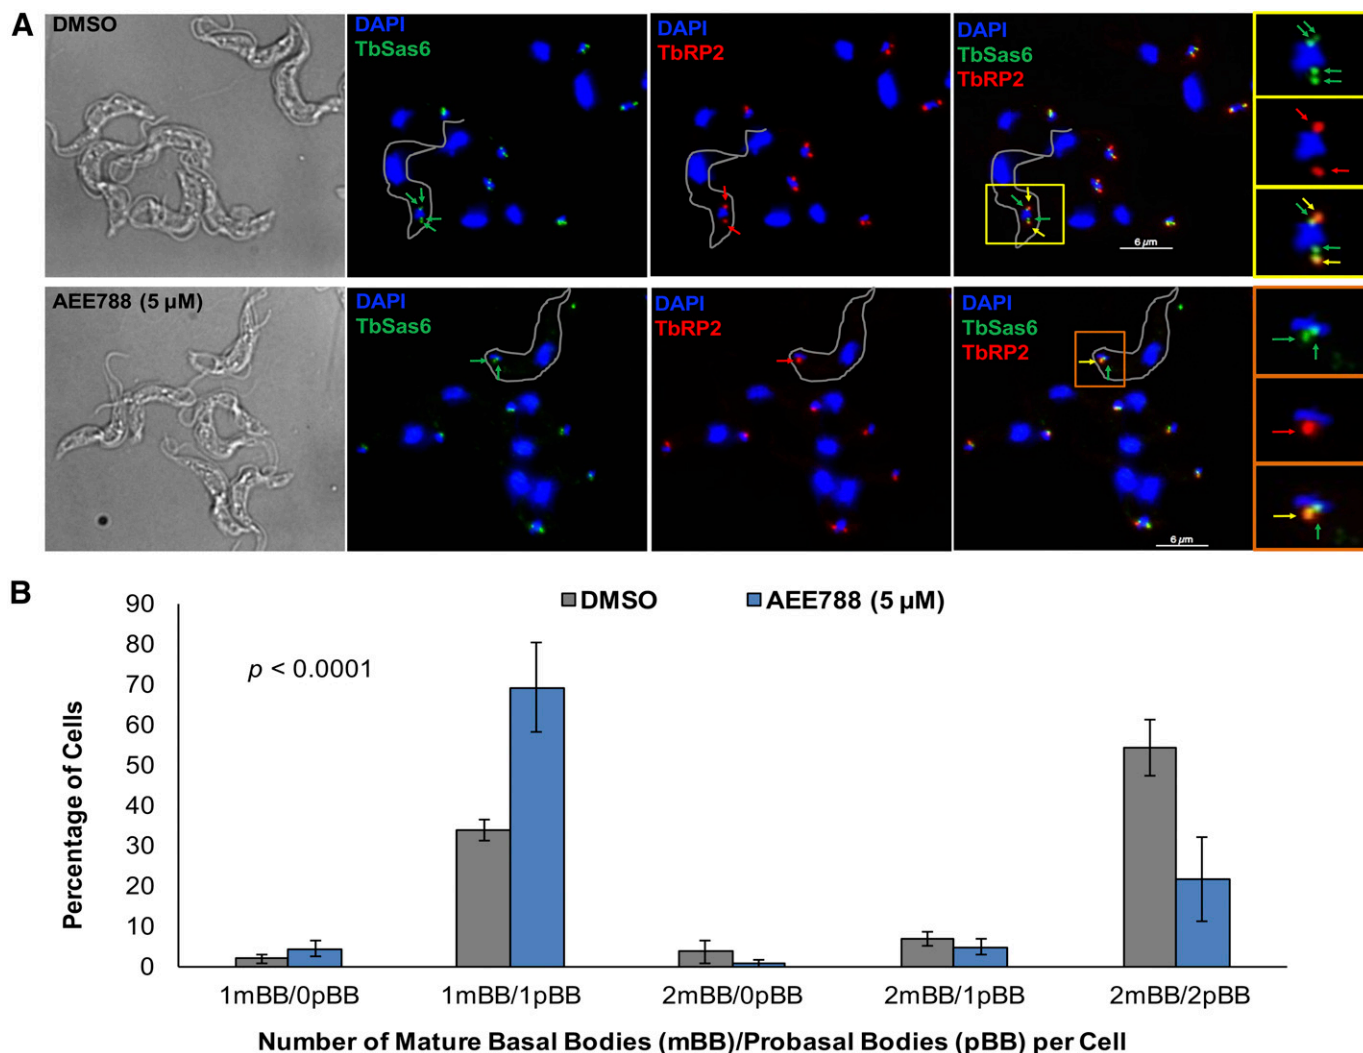 A
DMSO
DAPI
TbSas6
DAPI
TbRP2
DAPI
TbSas6
TbRP2
6 µm
AEE788 (5 µM)
DAPI
TbSas6
DAPI
TbRP2
DAPI
TbSas6
TbRP2
6 µm
B
DMSO
AEE788 (5 µM)
p < 0.0001
Percentage of Cells
90
80
70
60
50
40
30
20
10
0
1mBB/0pBB
1mBB/1pBB
2mBB/0pBB
2mBB/1pBB
2mBB/2pBB
Number of Mature Basal Bodies (mBB)/Probasal Bodies (pBB) per Cell